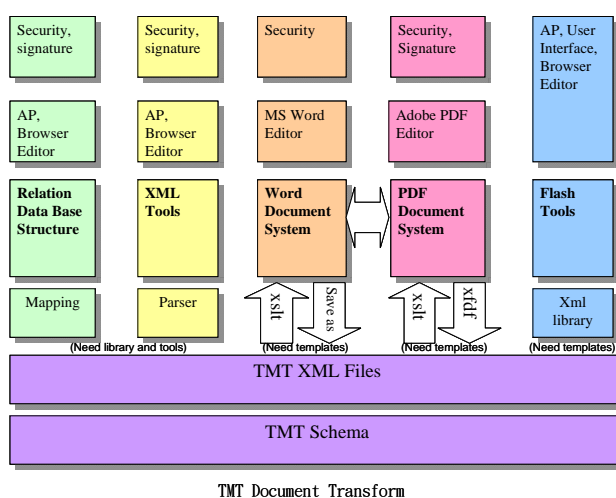 Security,
signature
Security,
signature
Security
Security,
Signature
AP, User
Interface,
Browser
Editor
AP,
Browser
Editor
AP,
Browser
Editor
MS Word
Editor
Adobe PDF
Editor
Relation
Data Base
Structure
XML
Tools
Word
Document
System
PDF
Document
System
Flash
Tools
Mapping
Parser
xslt
Save as
xslt
xfdf
Xml
library
(Need library and tools)
(Need templates)
(Need templates)
(Need templates)
TMT XML Files
TMT Schema
TMT Document Transform